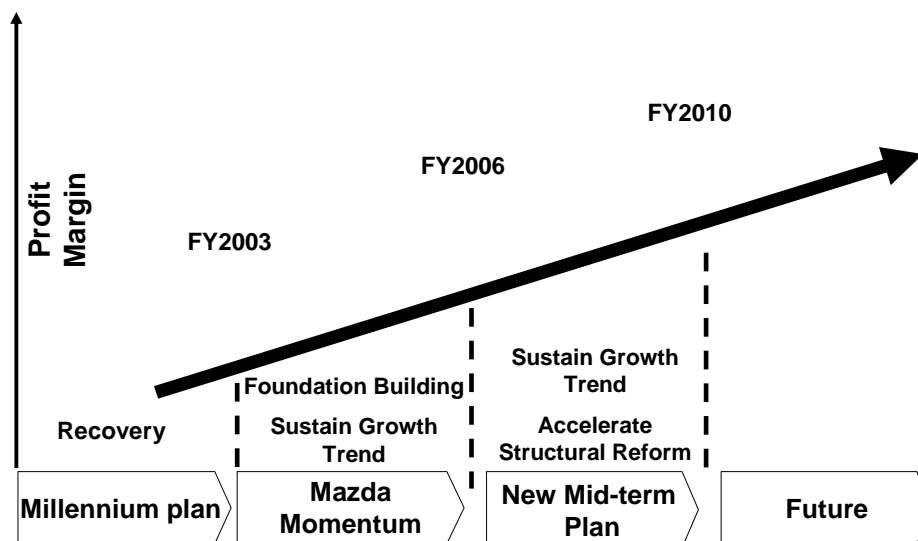 Profit
Margin
FY2010
FY2006
FY2003
Recovery
Foundation Building
Sustain Growth
Trend
Sustain Growth
Trend
Accelerate
Structural Reform
Millennium plan
Mazda
Momentum
New Mid-term
Plan
Future